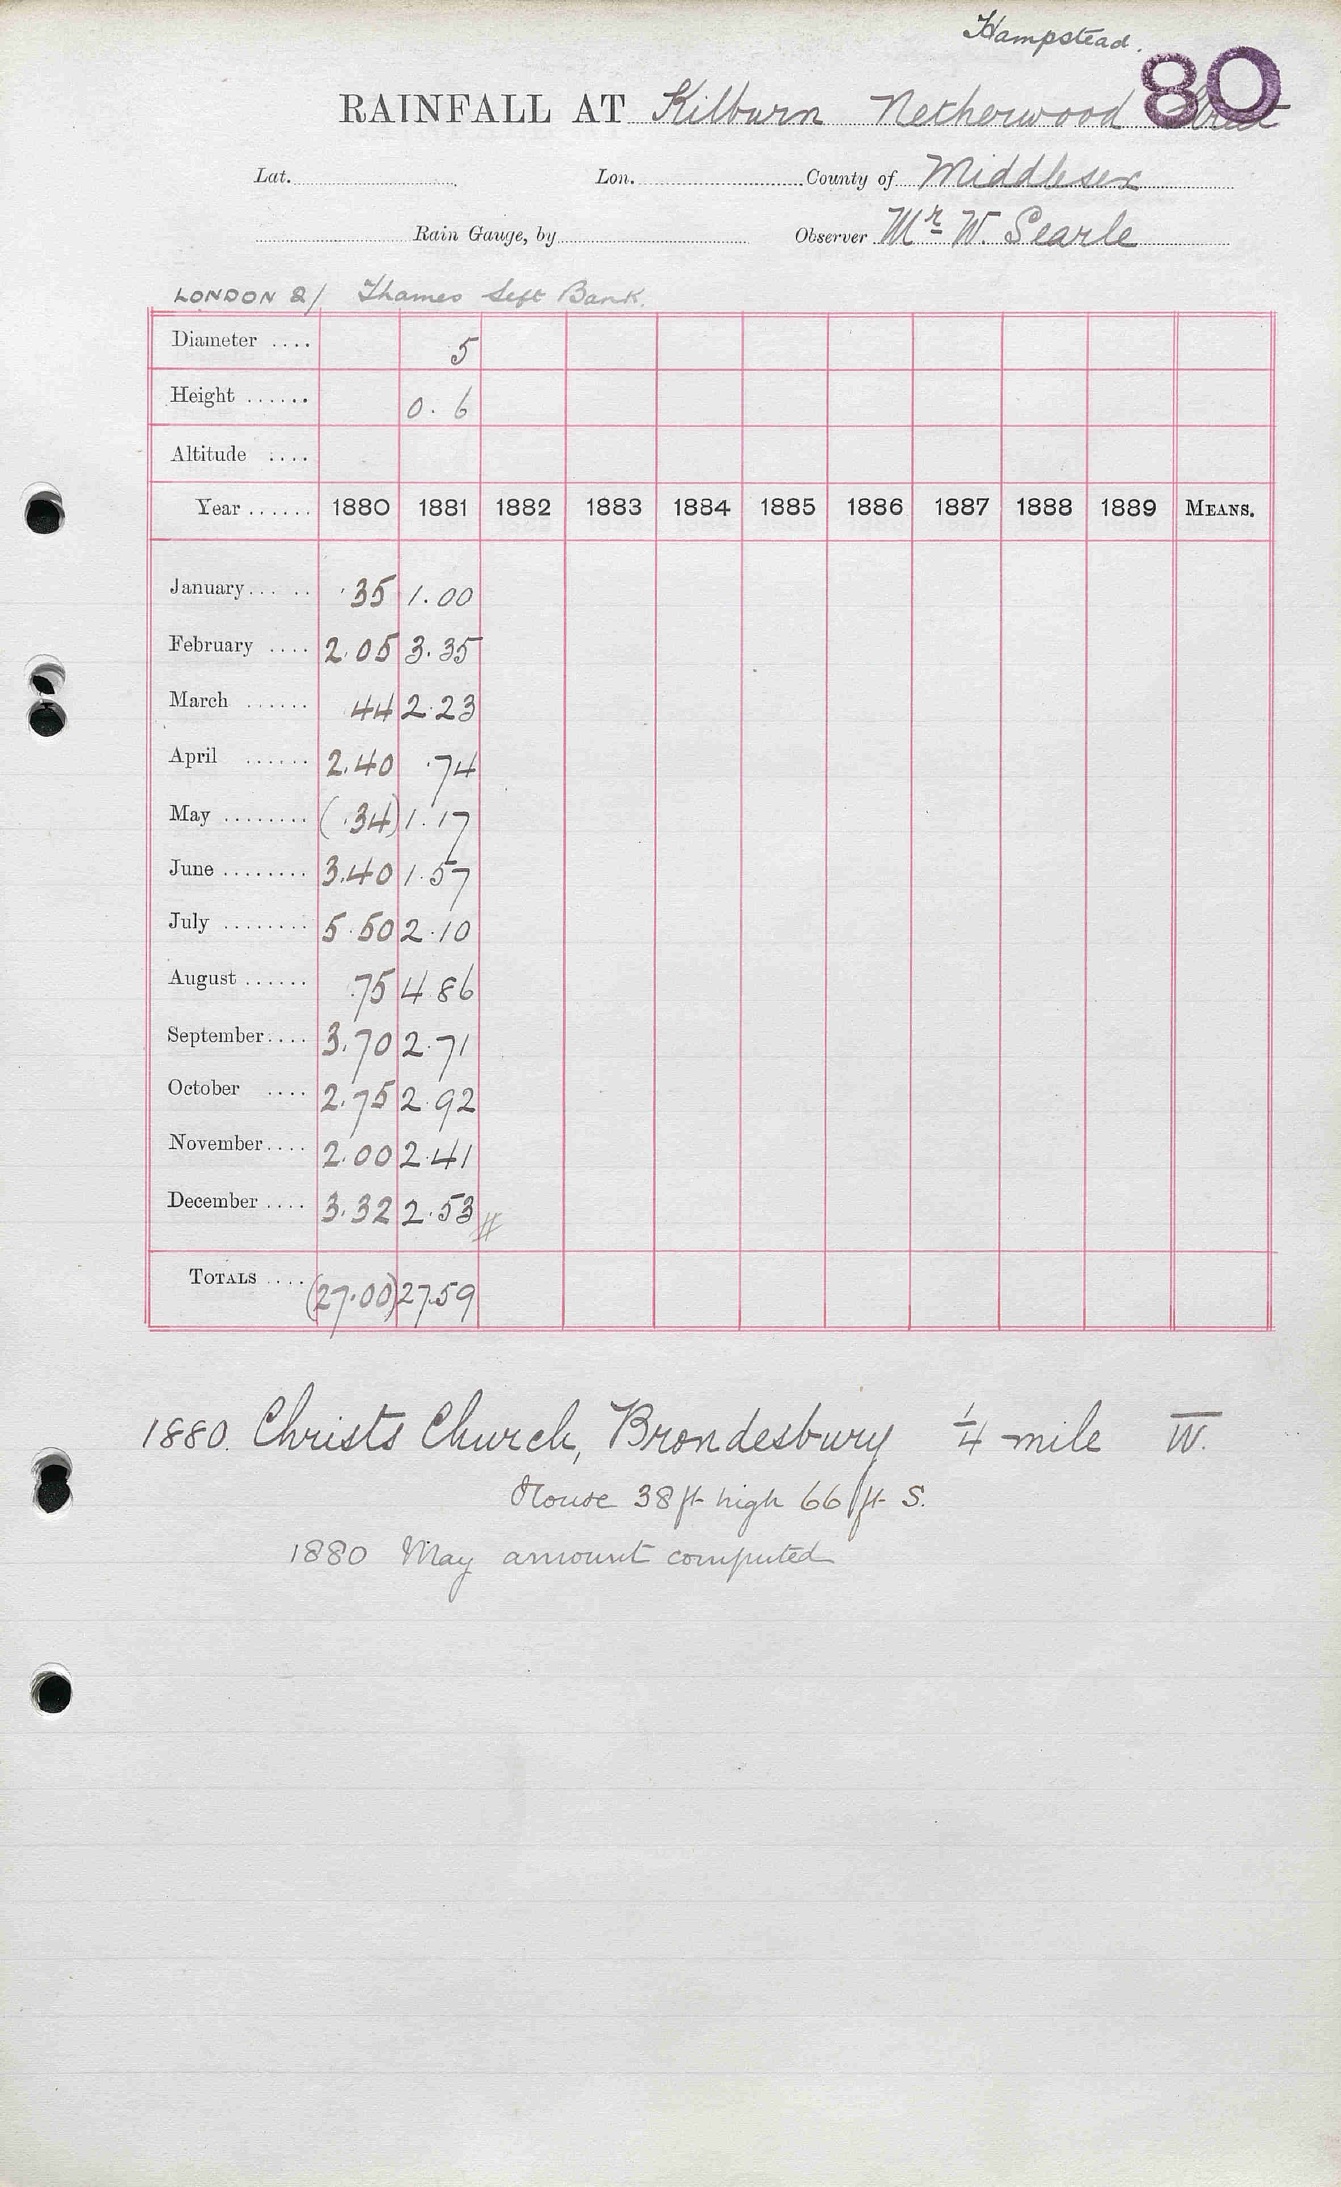 Hampstead.
80
RAINFALL AT Kilburn Netherwood Street
Lat. Lon. County of Middlesex
Rain Gauge, by Observer Mr W. Searle
LONDON 2/ Thames Left Bank.
Diameter .... 5
Height ...... 0.6
Altitude ....
Year ...... 1880 1881 1882 1883 1884 1885 1886 1887 1888 1889 MEANS.
January ..... .35 1.00
February .... 2.05 3.35
March ...... 44 2.23
April ...... 2.40 .74
May ........ (.34) 1.17
June ........ 3.40 1.57
July ........ 5.50 2.10
August ...... .75 4.86
September .... 3.70 2.71
October .... 2.75 2.92
November .... 2.00 2.41
December .... 3.32 2.53
TOTALS .... (27.00) 27.59
1880. Christs Church, Brondesbury 1/4 mile W.
House 38 ft high 66 ft S.
1880 May amount computed